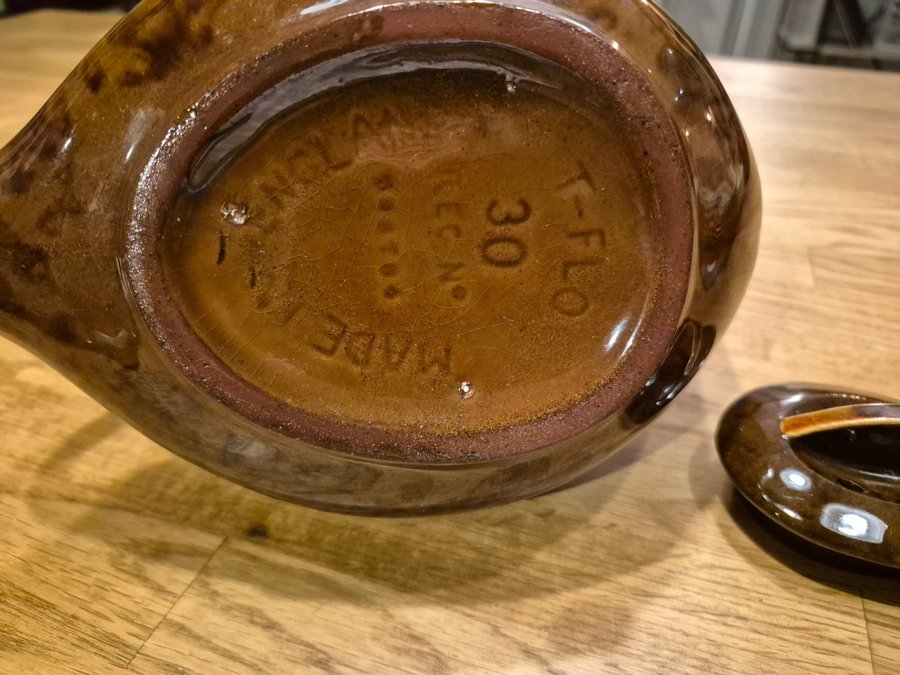 T-FLO
30
REG. Nº
MADE IN ENGLAND